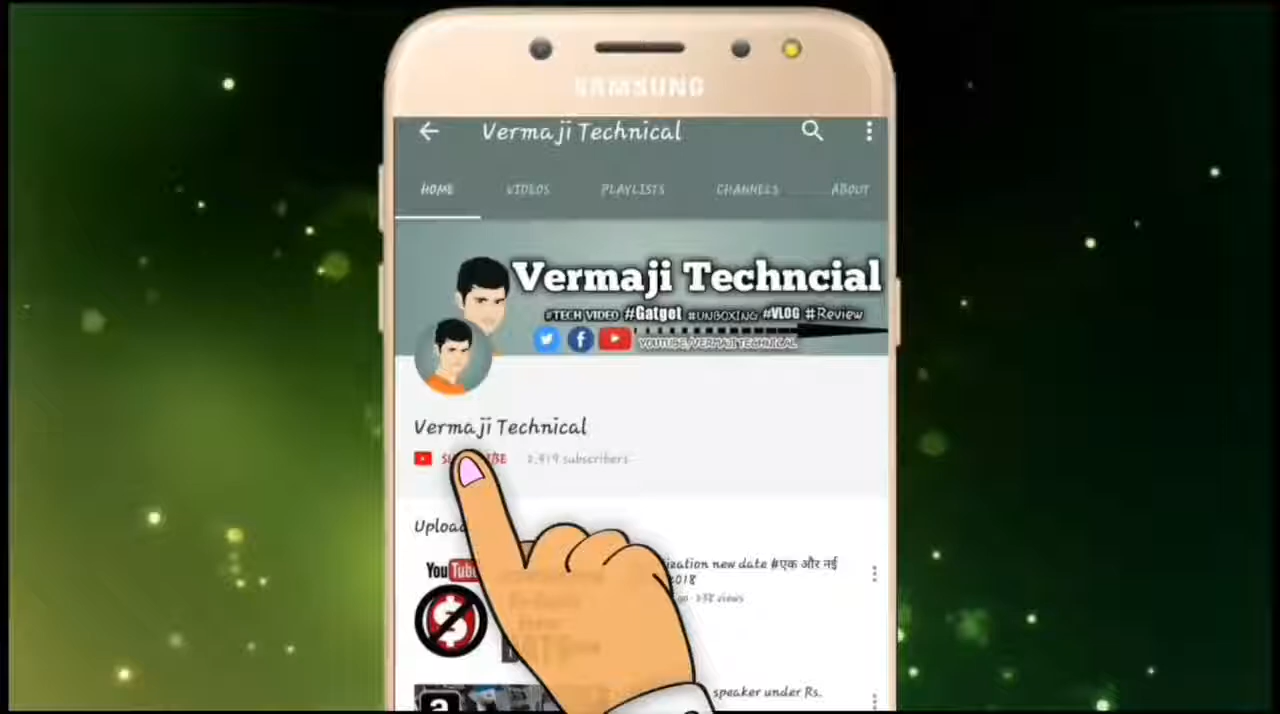 SAMSUNG
Vermaji Technical
HOME VIDEOS PLAYLISTS CHANNELS ABOUT
Vermaji Techncial
#TECH VIDEO #Gatget #UNBOXING #VLOG #Review
YOUTUBE/VERMAJI TECHNICAL
Vermaji Technical
subscribers
Upload
YouTube
ization new date #एक और नई
2018
views
a
speaker under Rs.